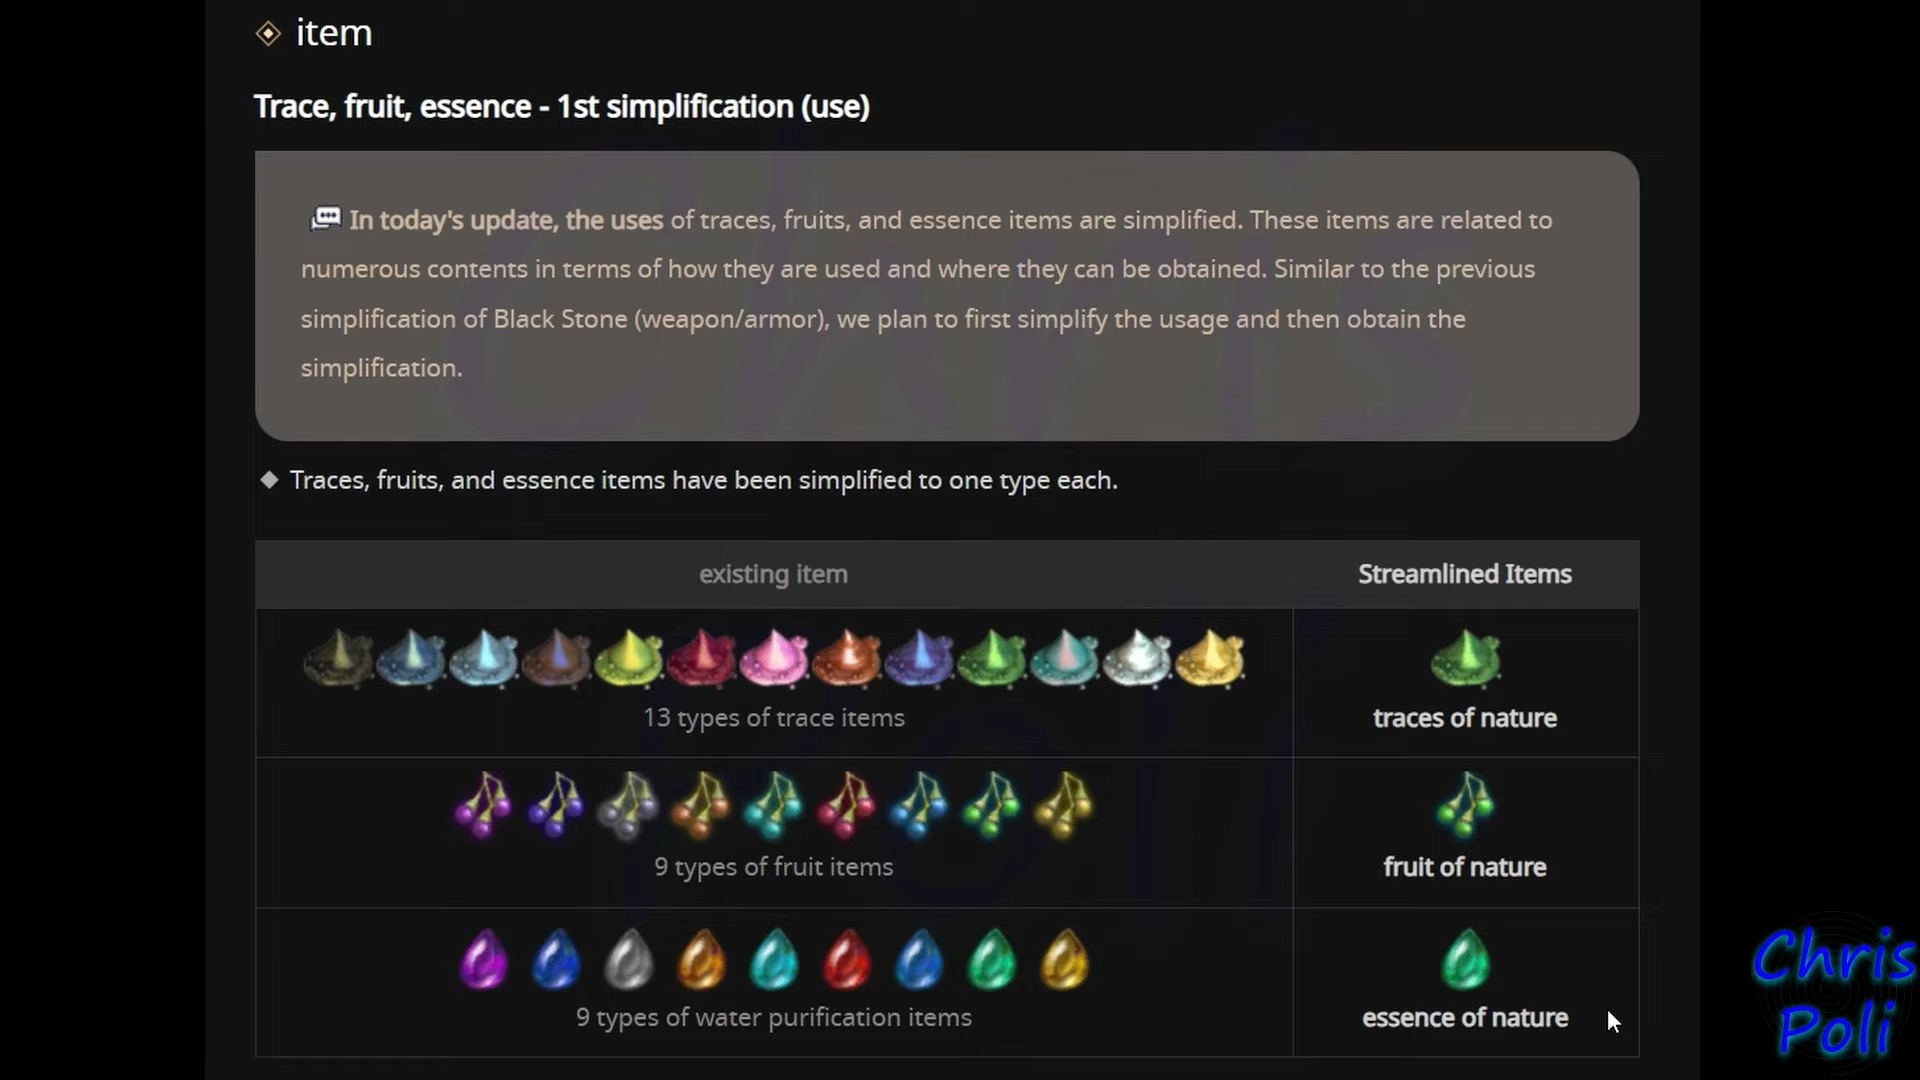 item
Trace, fruit, essence - 1st simplification (use)
In today's update, the uses of traces, fruits, and essence items are simplified. These items are related to
numerous contents in terms of how they are used and where they can be obtained. Similar to the previous
simplification of Black Stone (weapon/armor), we plan to first simplify the usage and then obtain the
simplification.
Traces, fruits, and essence items have been simplified to one type each.
existing item
Streamlined Items
13 types of trace items
traces of nature
9 types of fruit items
fruit of nature
9 types of water purification items
essence of nature
Chris
Poli
Chris
Poli